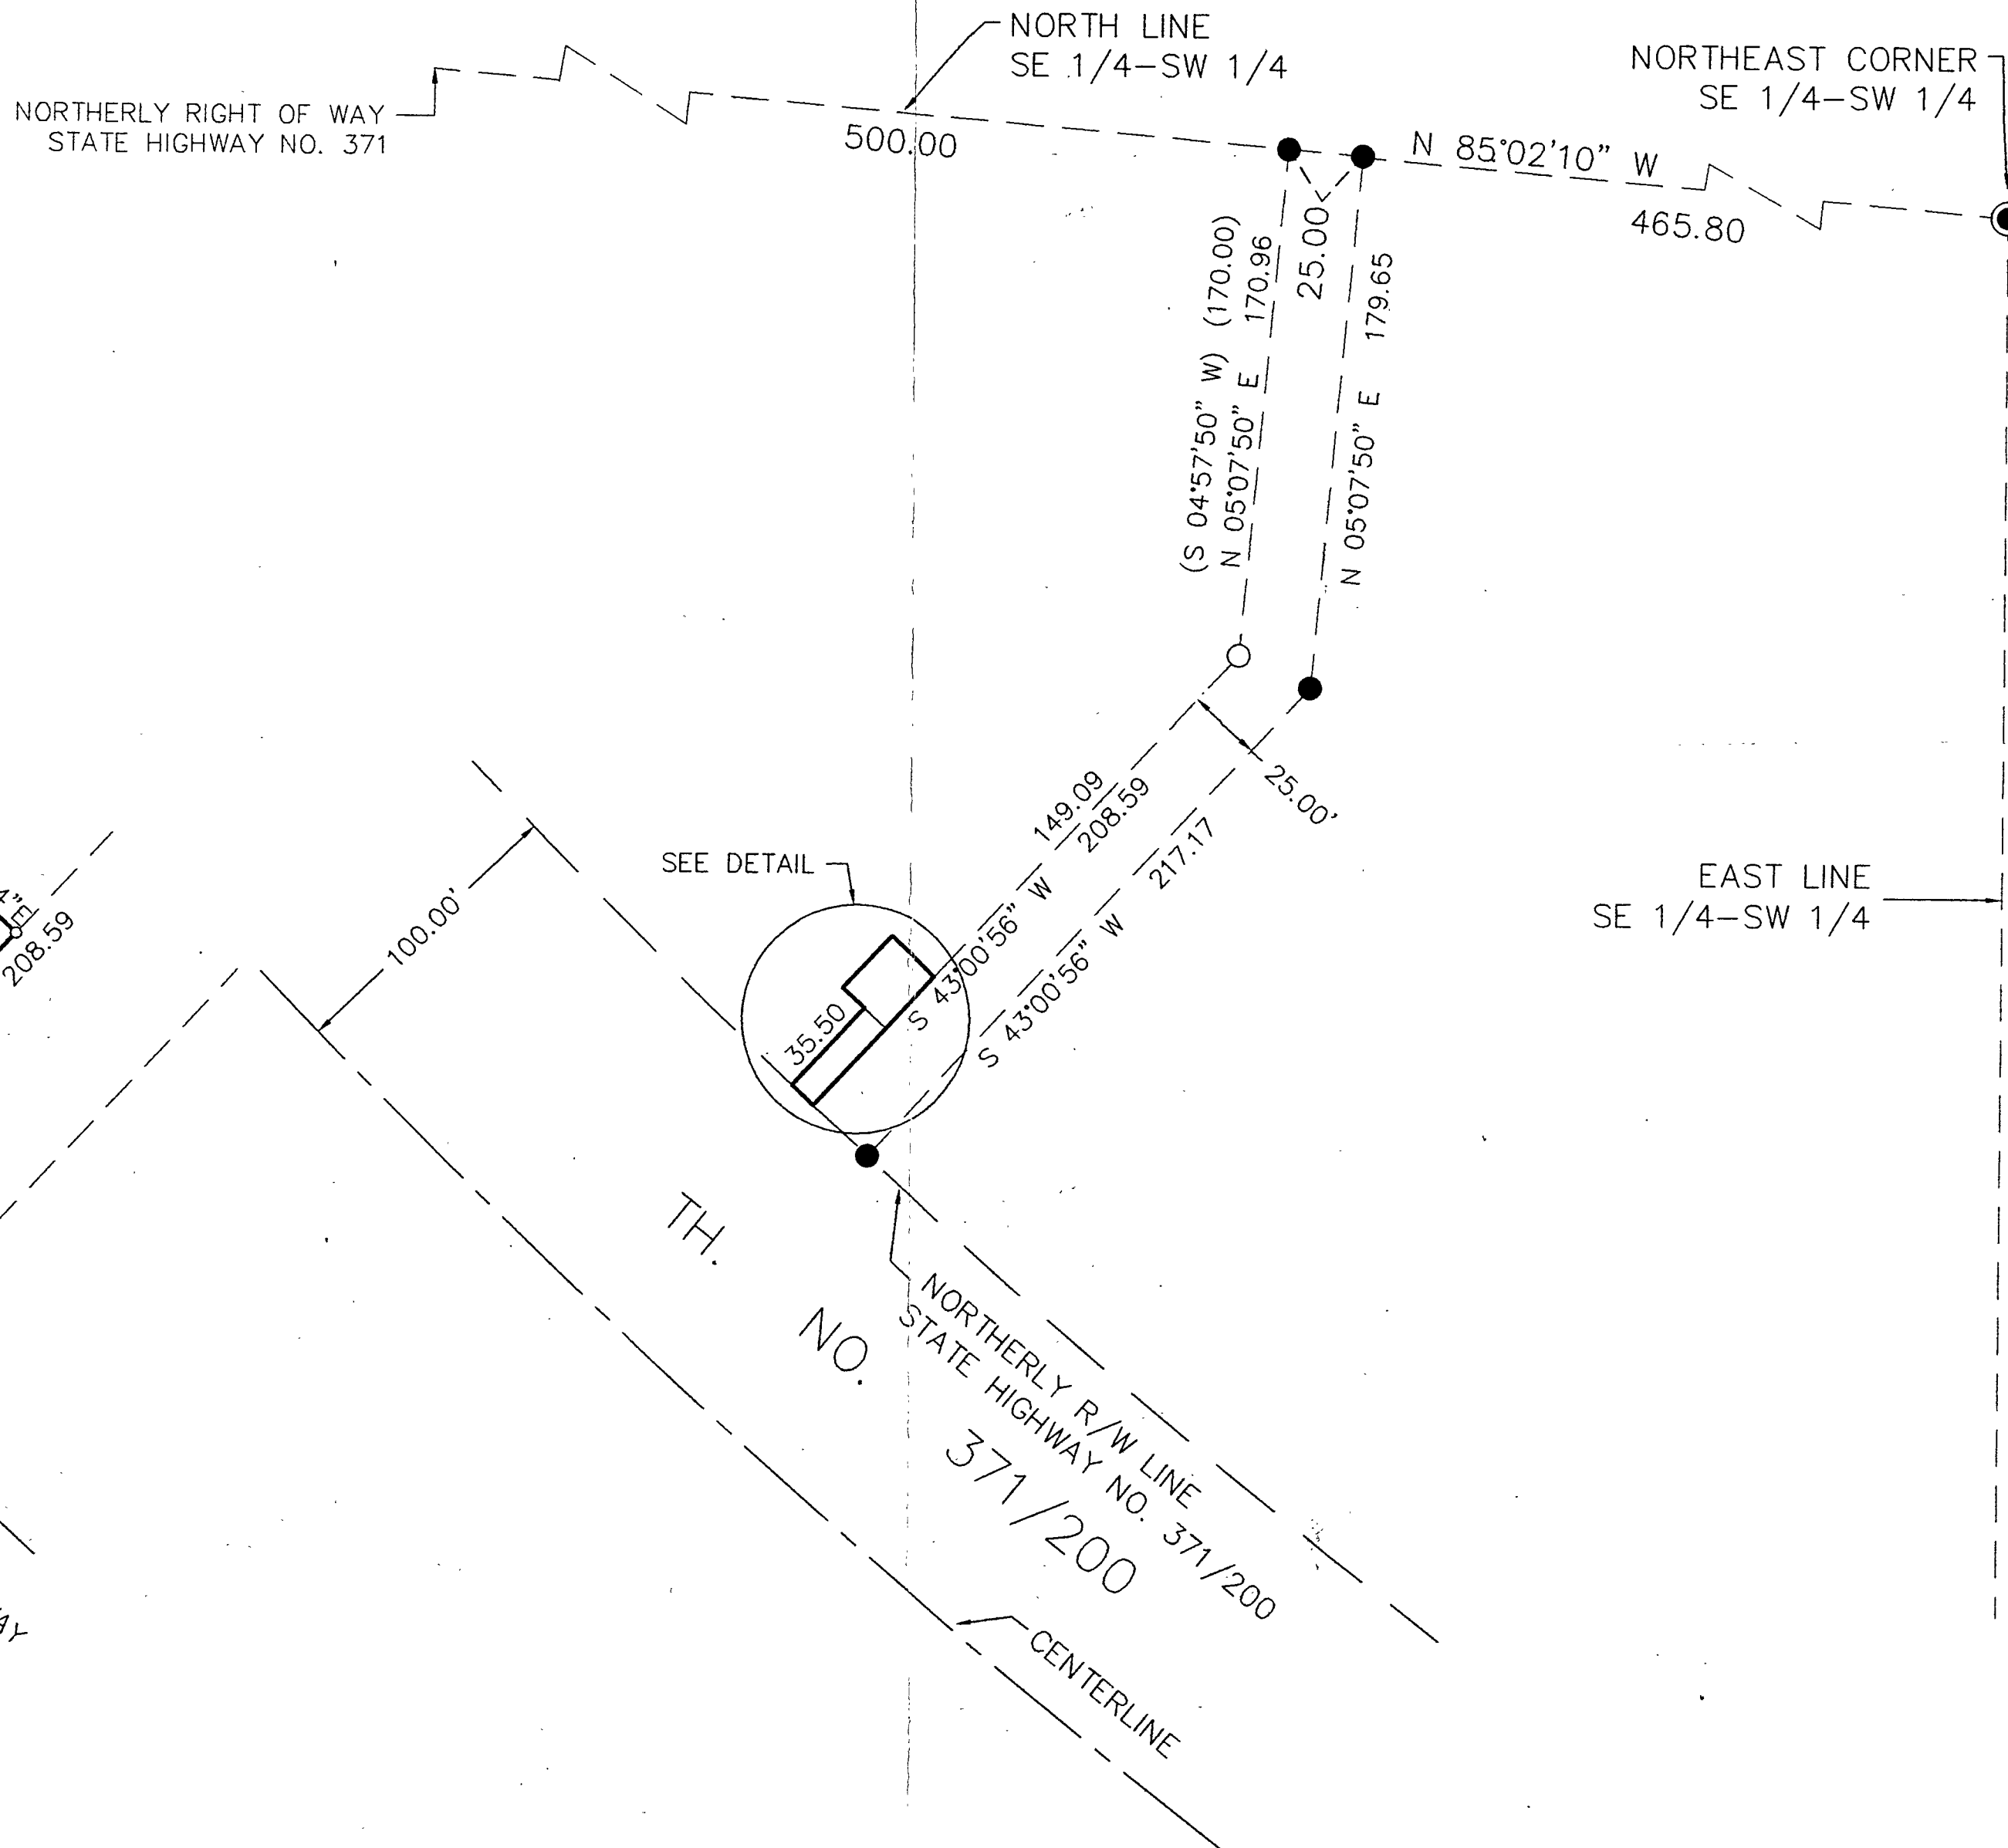 NORTH LINE
SE 1/4-SW 1/4
NORTHEAST CORNER
SE 1/4-SW 1/4
NORTHERLY RIGHT OF WAY
STATE HIGHWAY NO. 371
500.00
N 85°02'10" W
465.80
(S 04°57'50" W) (170.00)
N 05°07'50" E 170.96
25.00
N 05°07'50" E 179.65
25.00'
149.09
208.59
S 43°00'56" W
217.17
S 43°00'56" W
SEE DETAIL
100.00'
35.50
4" E
208.59
EAST LINE
SE 1/4-SW 1/4
TH. NO. 371/200
NORTHERLY R/W LINE
STATE HIGHWAY NO. 371/200
CENTERLINE